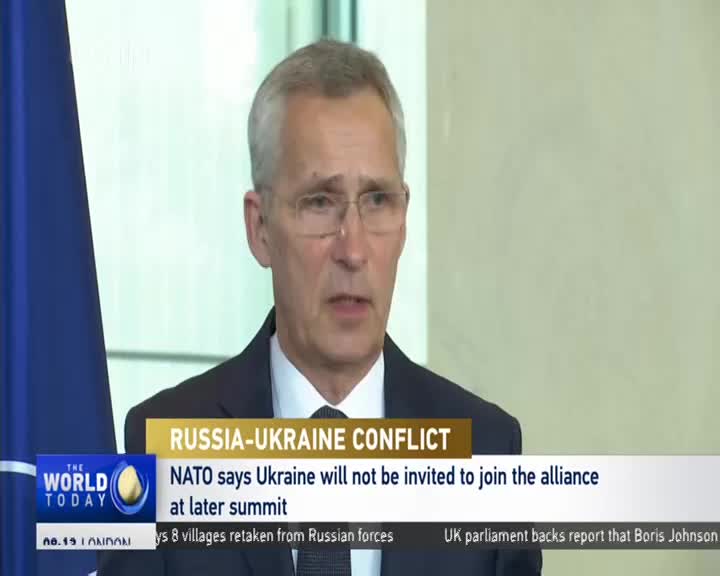 RUSSIA-UKRAINE CONFLICT
THE
WORLD
TODAY
NATO says Ukraine will not be invited to join the alliance
at later summit
LONDON
8 villages retaken from Russian forces UK parliament backs report that Boris Johnson